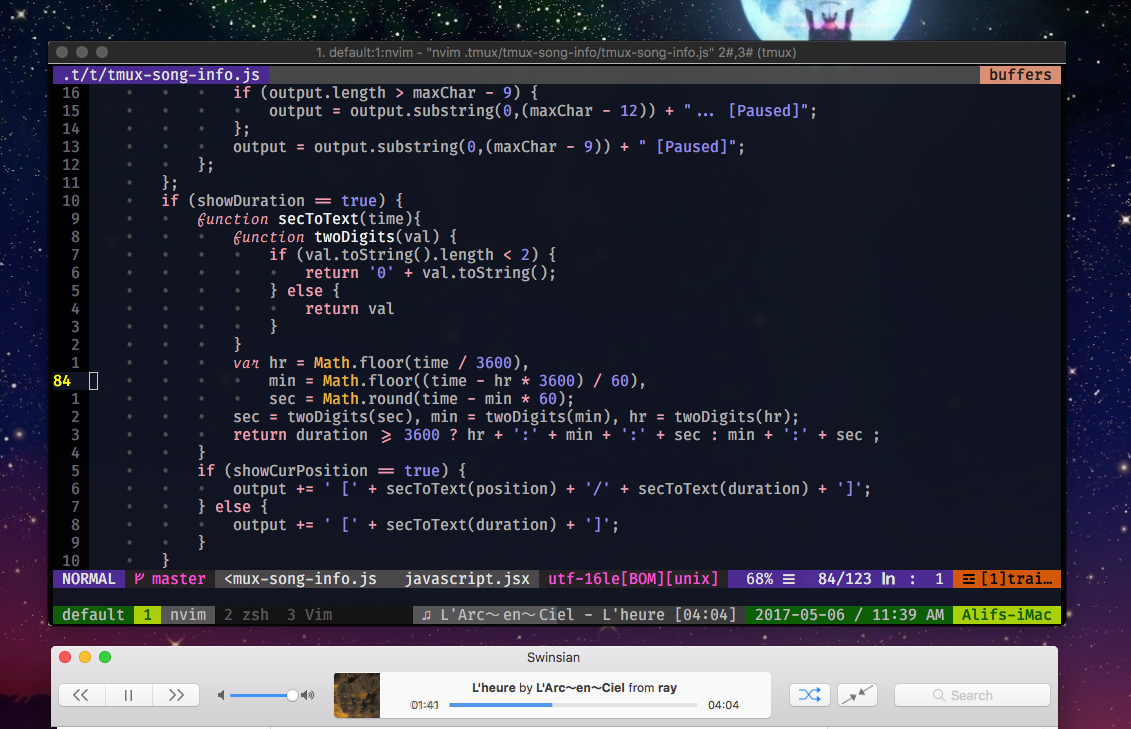 1. default:1:nvim - "nvim .tmux/tmux-song-info/tmux-song-info.js" 2#,3# (tmux)
.t/t/tmux-song-info.js buffers
16 if (output.length > maxChar - 9) {
15 output = output.substring(0,(maxChar - 12)) + "... [Paused]";
14 };
13 output = output.substring(0,(maxChar - 9)) + " [Paused]";
12 };
11 };
10 if (showDuration == true) {
9 function secToText(time){
8 function twoDigits(val) {
7 if (val.toString().length < 2) {
6 return '0' + val.toString();
5 } else {
4 return val
3 }
2 }
1 var hr = Math.floor(time / 3600),
84 min = Math.floor((time - hr * 3600) / 60),
1 sec = Math.round(time - min * 60);
2 sec = twoDigits(sec), min = twoDigits(min), hr = twoDigits(hr);
3 return duration ⩾ 3600 ? hr + ':' + min + ':' + sec : min + ':' + sec ;
4 }
5 if (showCurPosition == true) {
6 output += ' [' + secToText(position) + '/' + secToText(duration) + ']';
7 } else {
8 output += ' [' + secToText(duration) + ']';
9 }
10 }
NORMAL master <mux-song-info.js javascript.jsx utf-16le[BOM][unix] 68% ☰ 84/123 ln : 1 ☲ [1]trai…
default 1 nvim 2 zsh 3 Vim ♫ L'Arc〜en〜Ciel - L'heure [04:04] 2017-05-06 / 11:39 AM Alifs-iMac
Swinsian
L'heure by L'Arc〜en〜Ciel from ray
01:41 04:04
Search